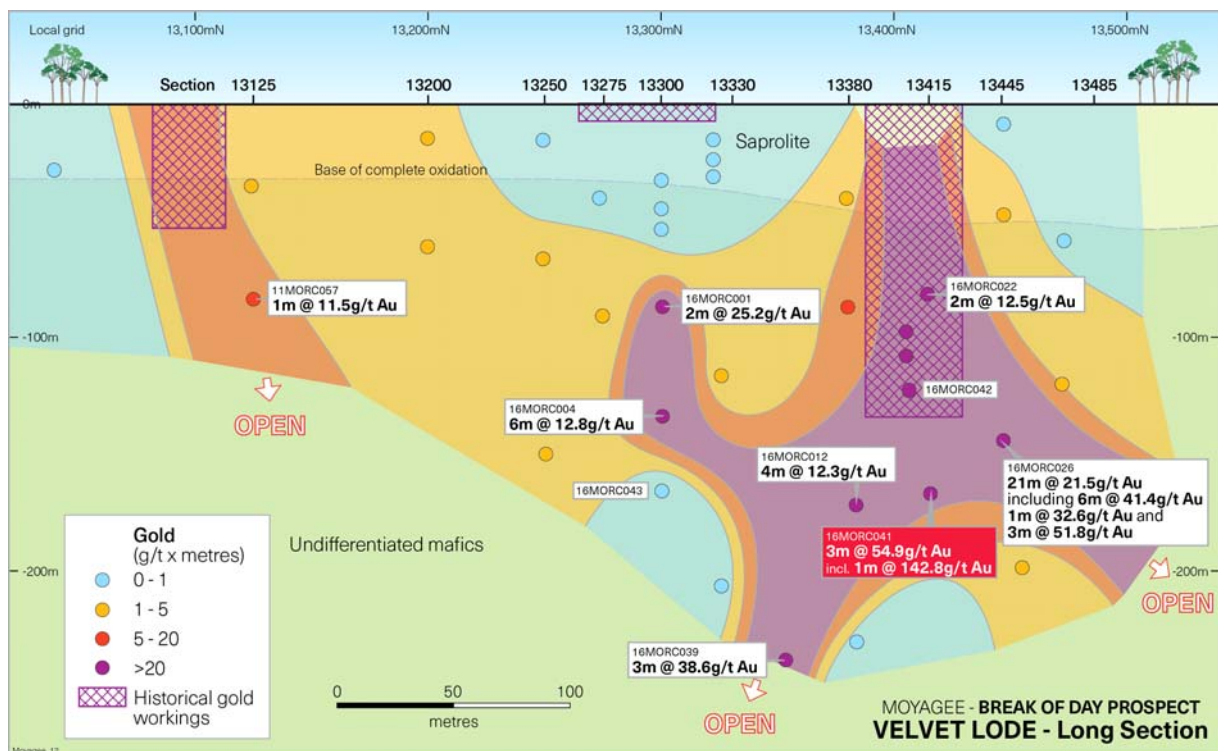 Local grid 13,100mN 13,200mN 13,300mN 13,400mN 13,500mN
Section 13125 13200 13250 13275 13300 13330 13380 13415 13445 13485
0m
Saprolite
Base of complete oxidation
11MORC057
1m @ 11.5g/t Au
16MORC001
2m @ 25.2g/t Au
16MORC022
2m @ 12.5g/t Au
-100m
-100m
16MORC042
OPEN
16MORC004
6m @ 12.8g/t Au
16MORC012
4m @ 12.3g/t Au
16MORC026
21m @ 21.5g/t Au
including 6m @ 41.4g/t Au
1m @ 32.6g/t Au and
3m @ 51.8g/t Au
16MORC043
16MORC041
3m @ 54.9g/t Au
incl. 1m @ 142.8g/t Au
Undifferentiated mafics
-200m
-200m
OPEN
16MORC039
3m @ 38.6g/t Au
OPEN
Gold
(g/t x metres)
0 - 1
1 - 5
5 - 20
>20
Historical gold
workings
0 50 100
metres
MOYAGEE - BREAK OF DAY PROSPECT
VELVET LODE - Long Section